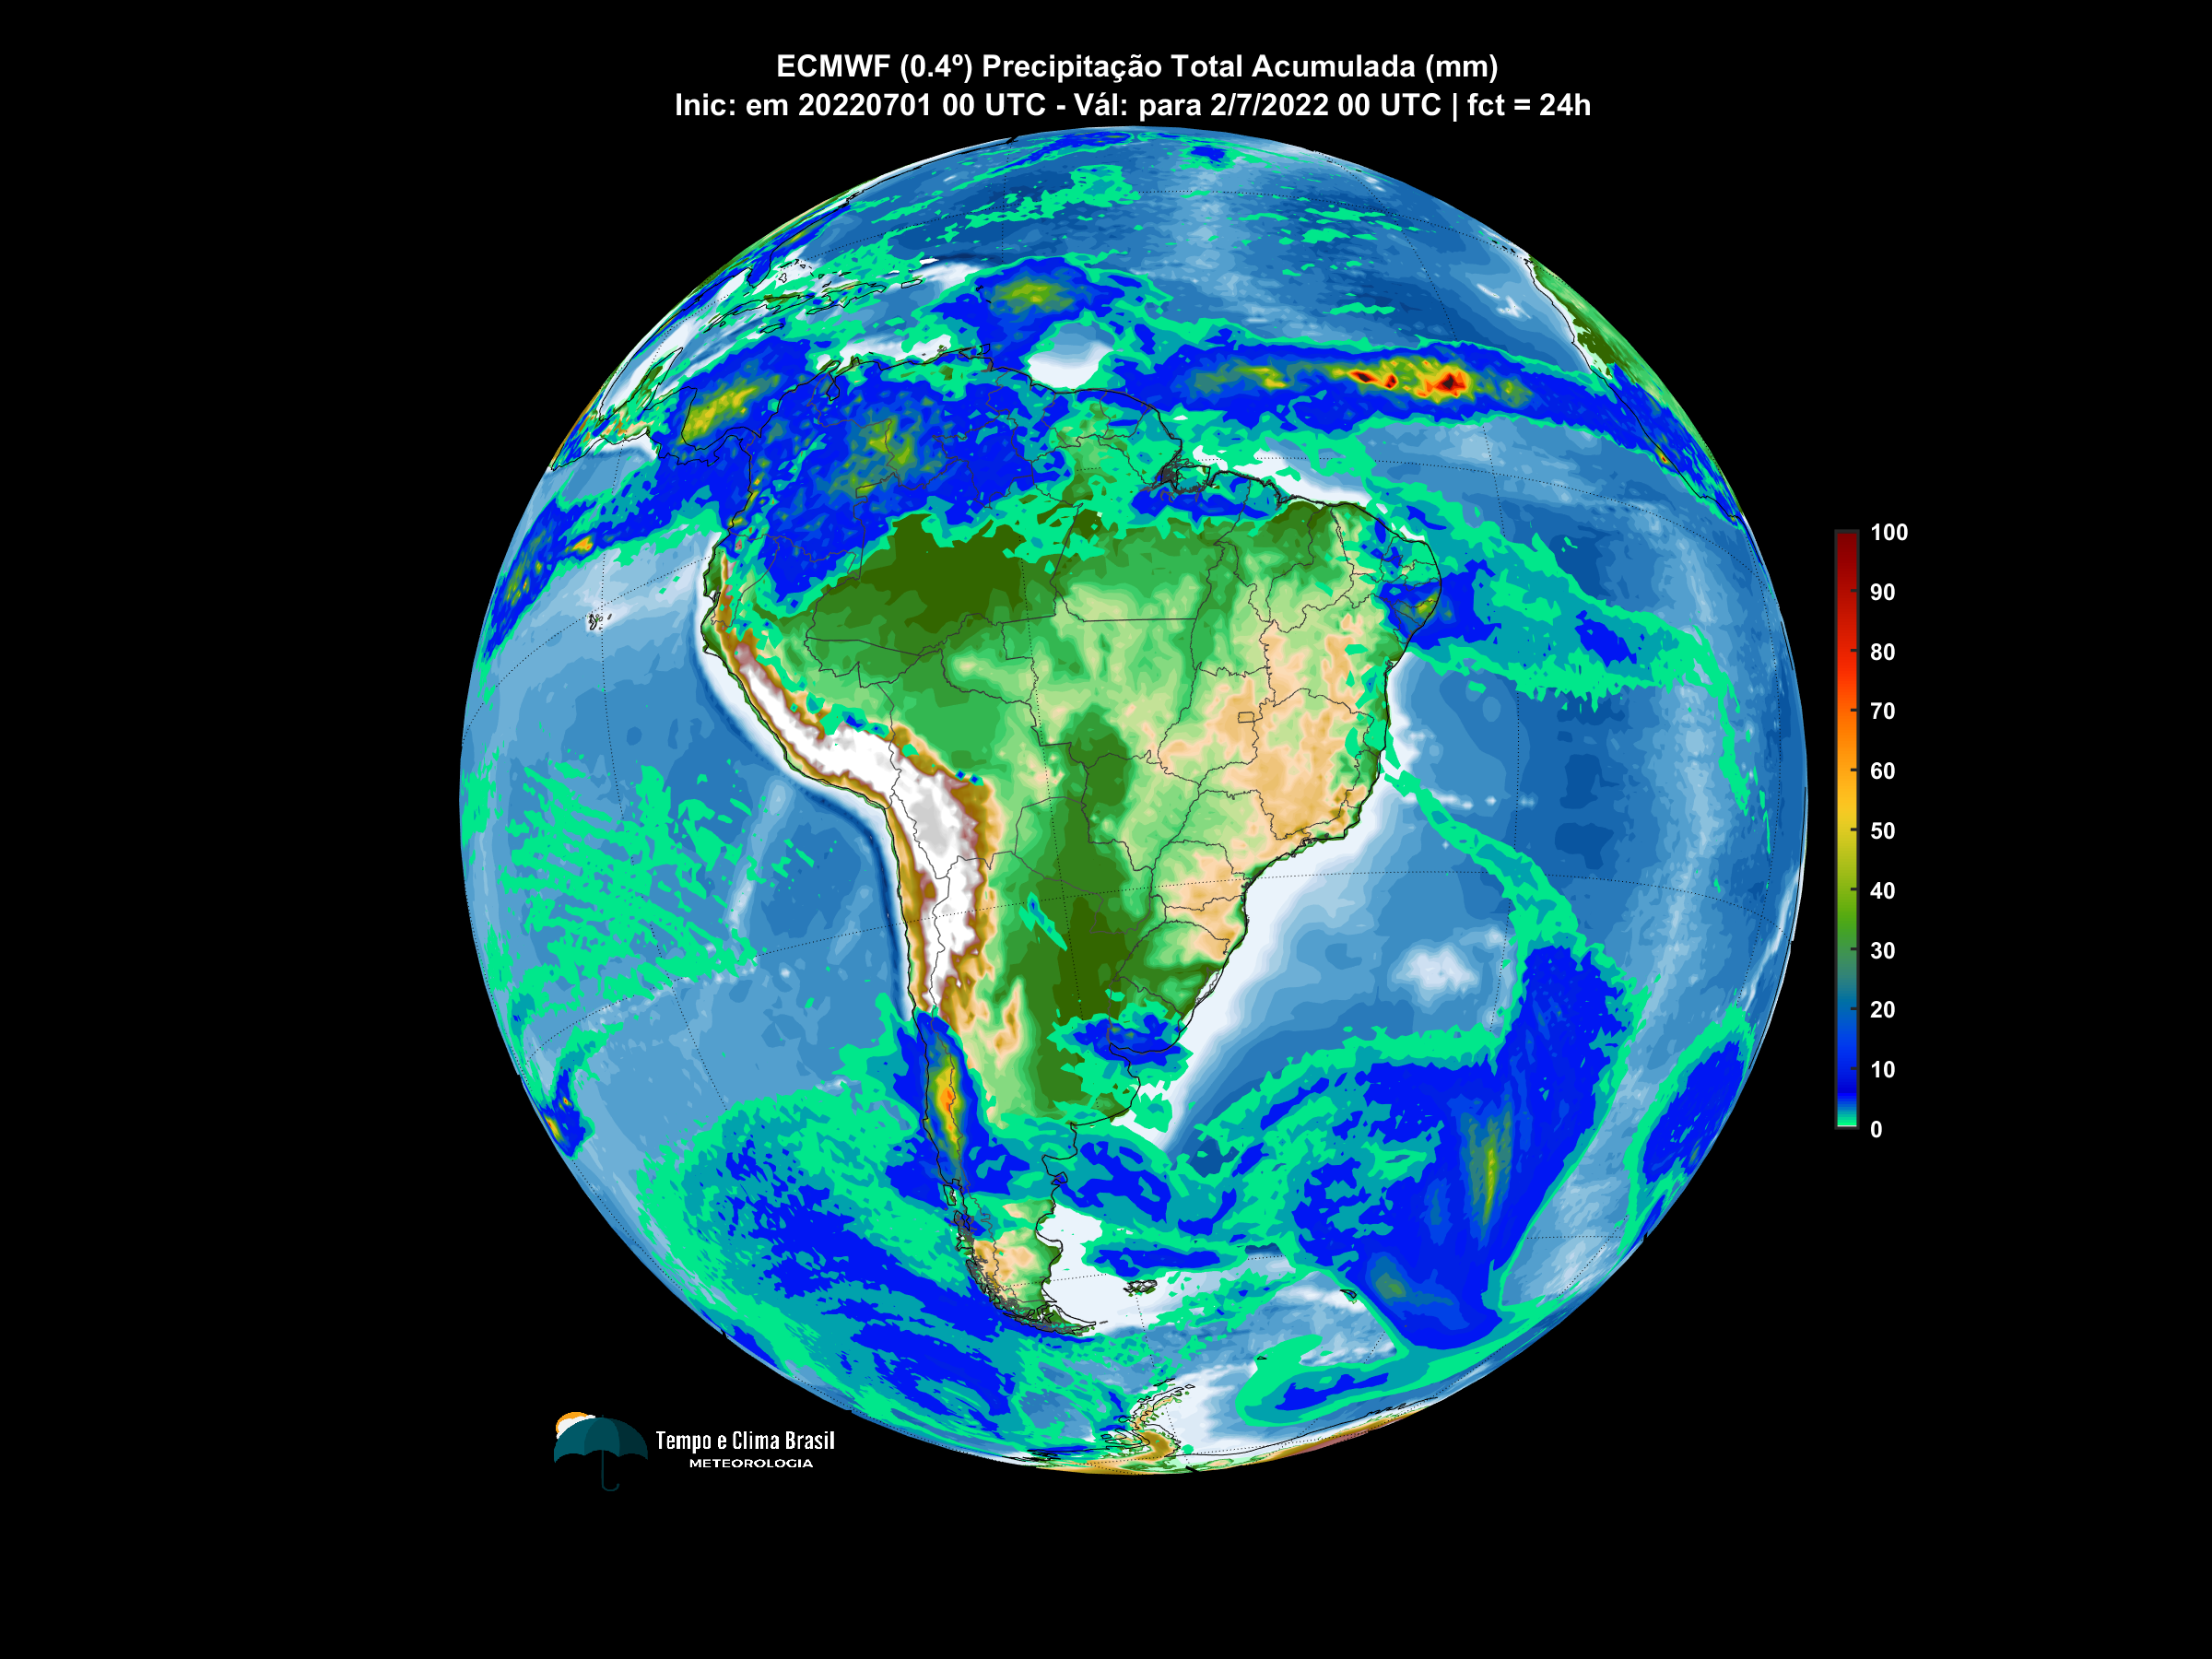 ECMWF (0.4º) Precipitação Total Acumulada (mm)
Inic: em 20220701 00 UTC - Vál: para 2/7/2022 00 UTC | fct = 24h
100
90
80
70
60
50
40
30
20
10
0
Tempo e Clima Brasil
METEOROLOGIA